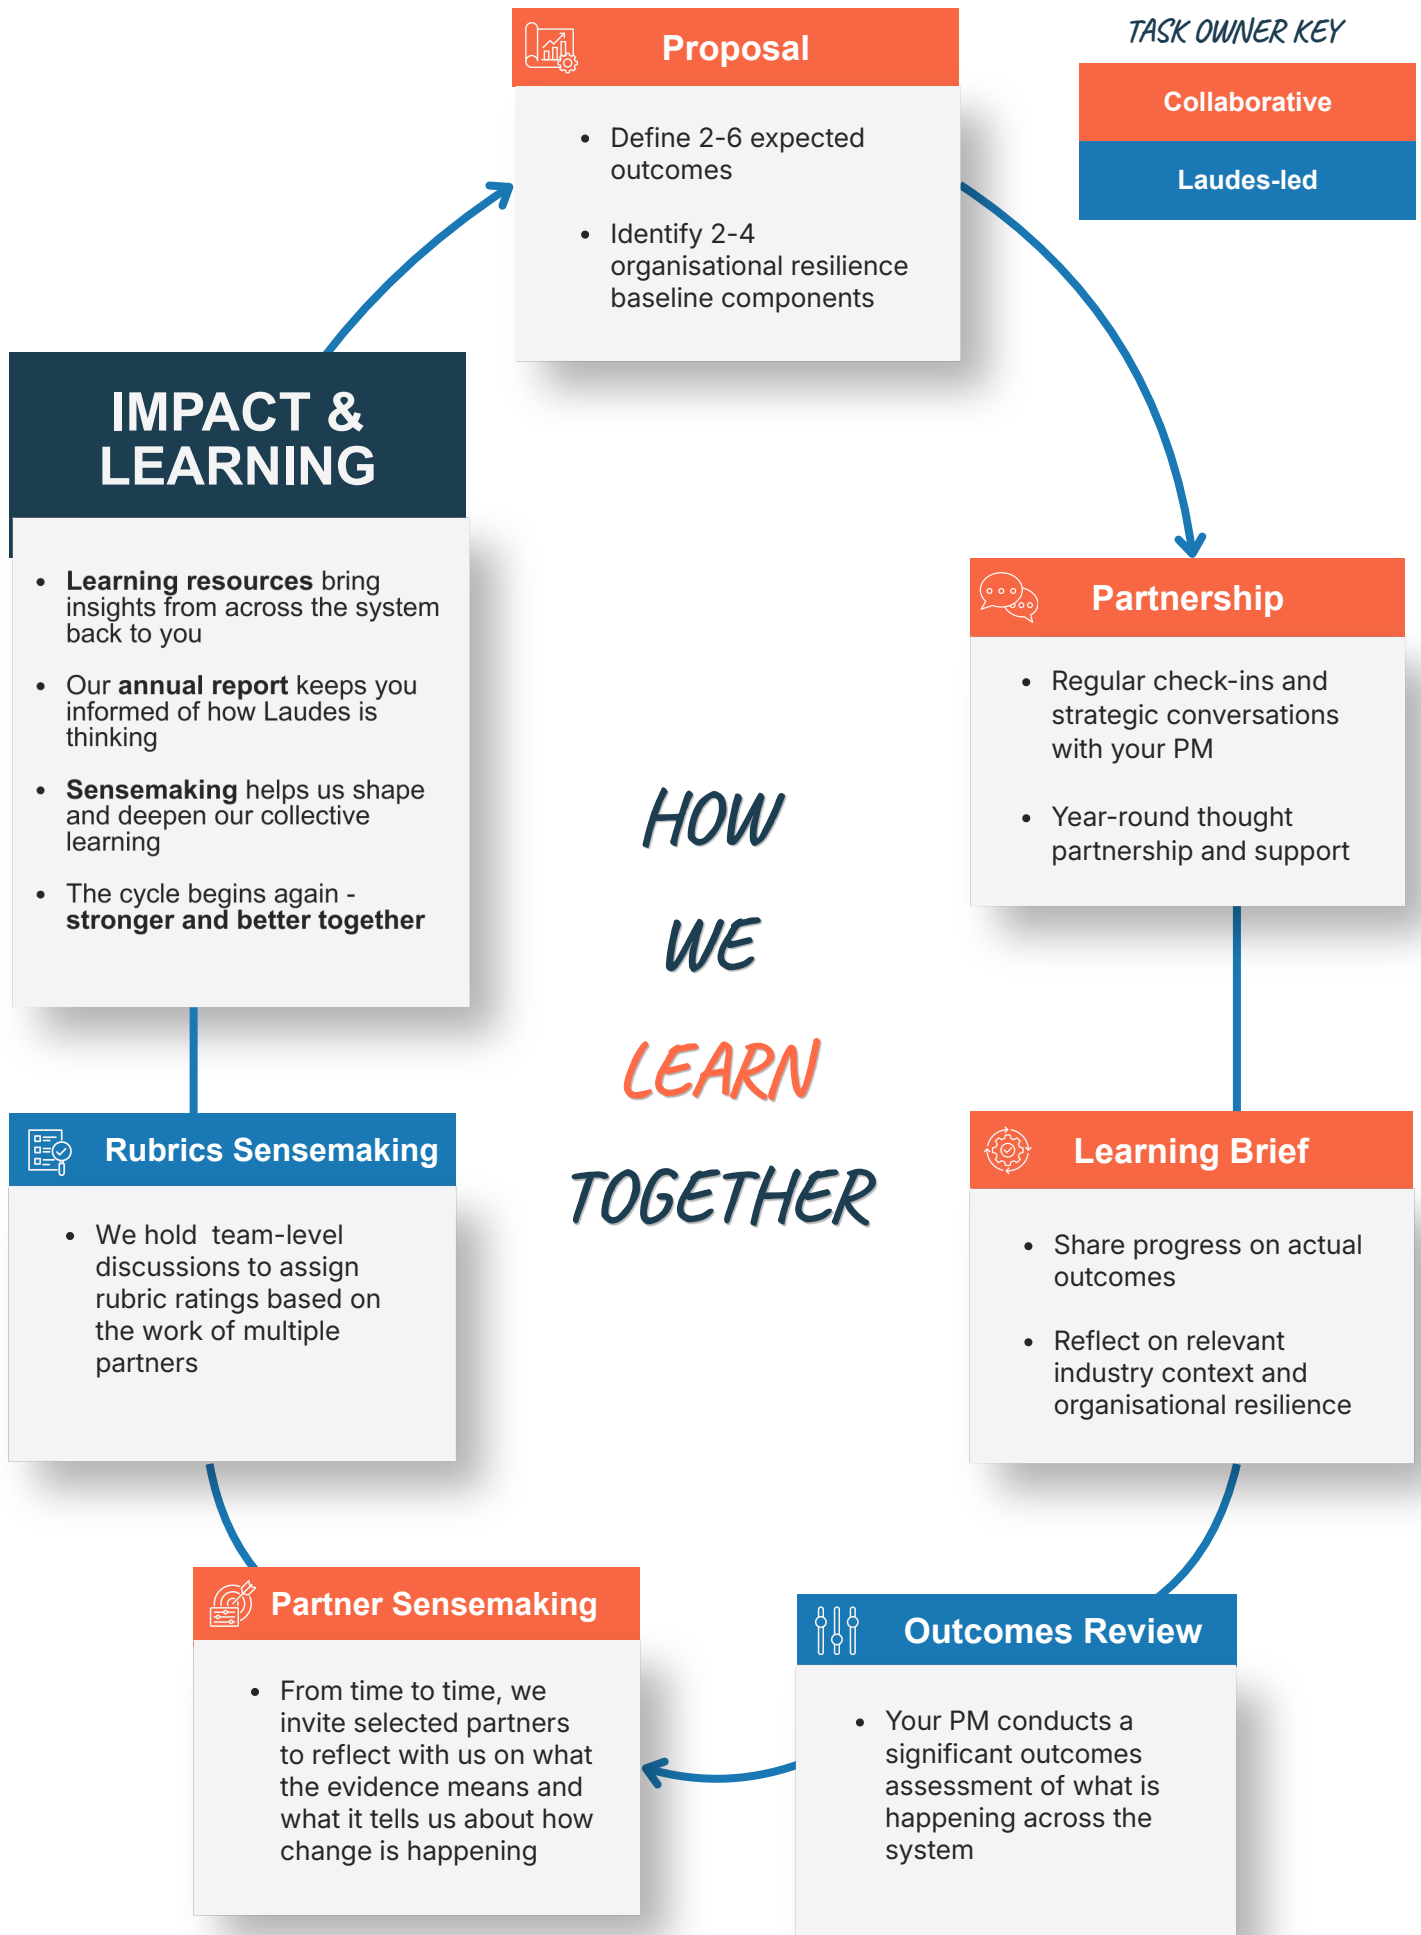 Proposal
• Define 2-6 expected
outcomes
• Identify 2-4
organisational resilience
baseline components
TASK OWNER KEY
Collaborative
Laudes-led
IMPACT &
LEARNING
• Learning resources bring
insights from across the system
back to you
• Our annual report keeps you
informed of how Laudes is
thinking
• Sensemaking helps us shape
and deepen our collective
learning
• The cycle begins again -
stronger and better together
Partnership
• Regular check-ins and
strategic conversations
with your PM
• Year-round thought
partnership and support
HOW
WE
LEARN
TOGETHER
Rubrics Sensemaking
• We hold  team-level
discussions to assign
rubric ratings based on
the work of multiple
partners
Learning Brief
• Share progress on actual
outcomes
• Reflect on relevant
industry context and
organisational resilience
Partner Sensemaking
• From time to time, we
invite selected partners
to reflect with us on what
the evidence means and
what it tells us about how
change is happening
Outcomes Review
• Your PM conducts a
significant outcomes
assessment of what is
happening across the
system